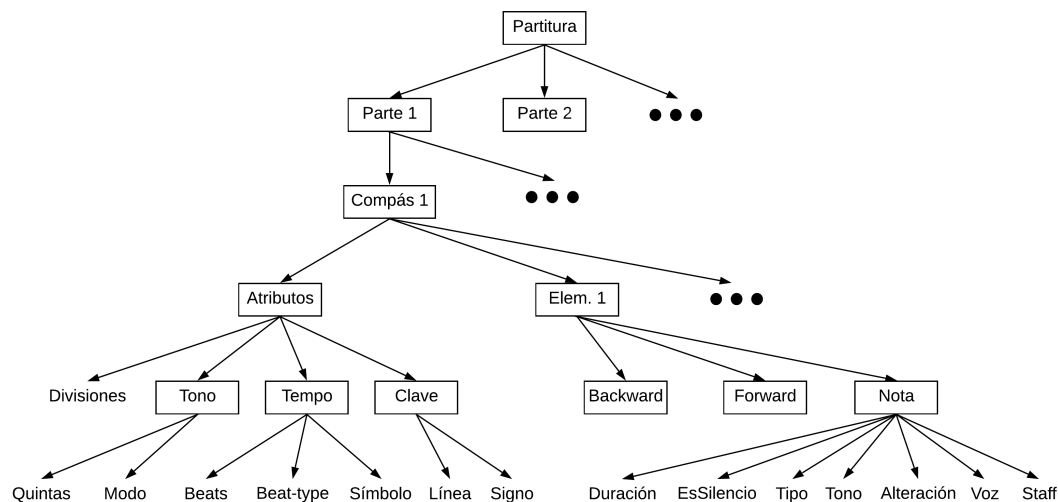 Partitura
Parte 1 Parte 2
Compás 1
Atributos Elem. 1
Divisiones Tono Tempo Clave Backward Forward Nota
Quintas Modo Beats Beat-type Símbolo Línea Signo Duración EsSilencio Tipo Tono Alteración Voz Staff